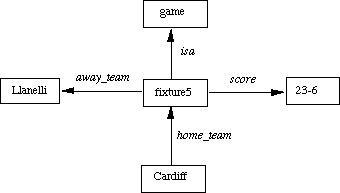 game
isa
away_team
score
Llanelli
fixture5
23-6
home_team
Cardiff